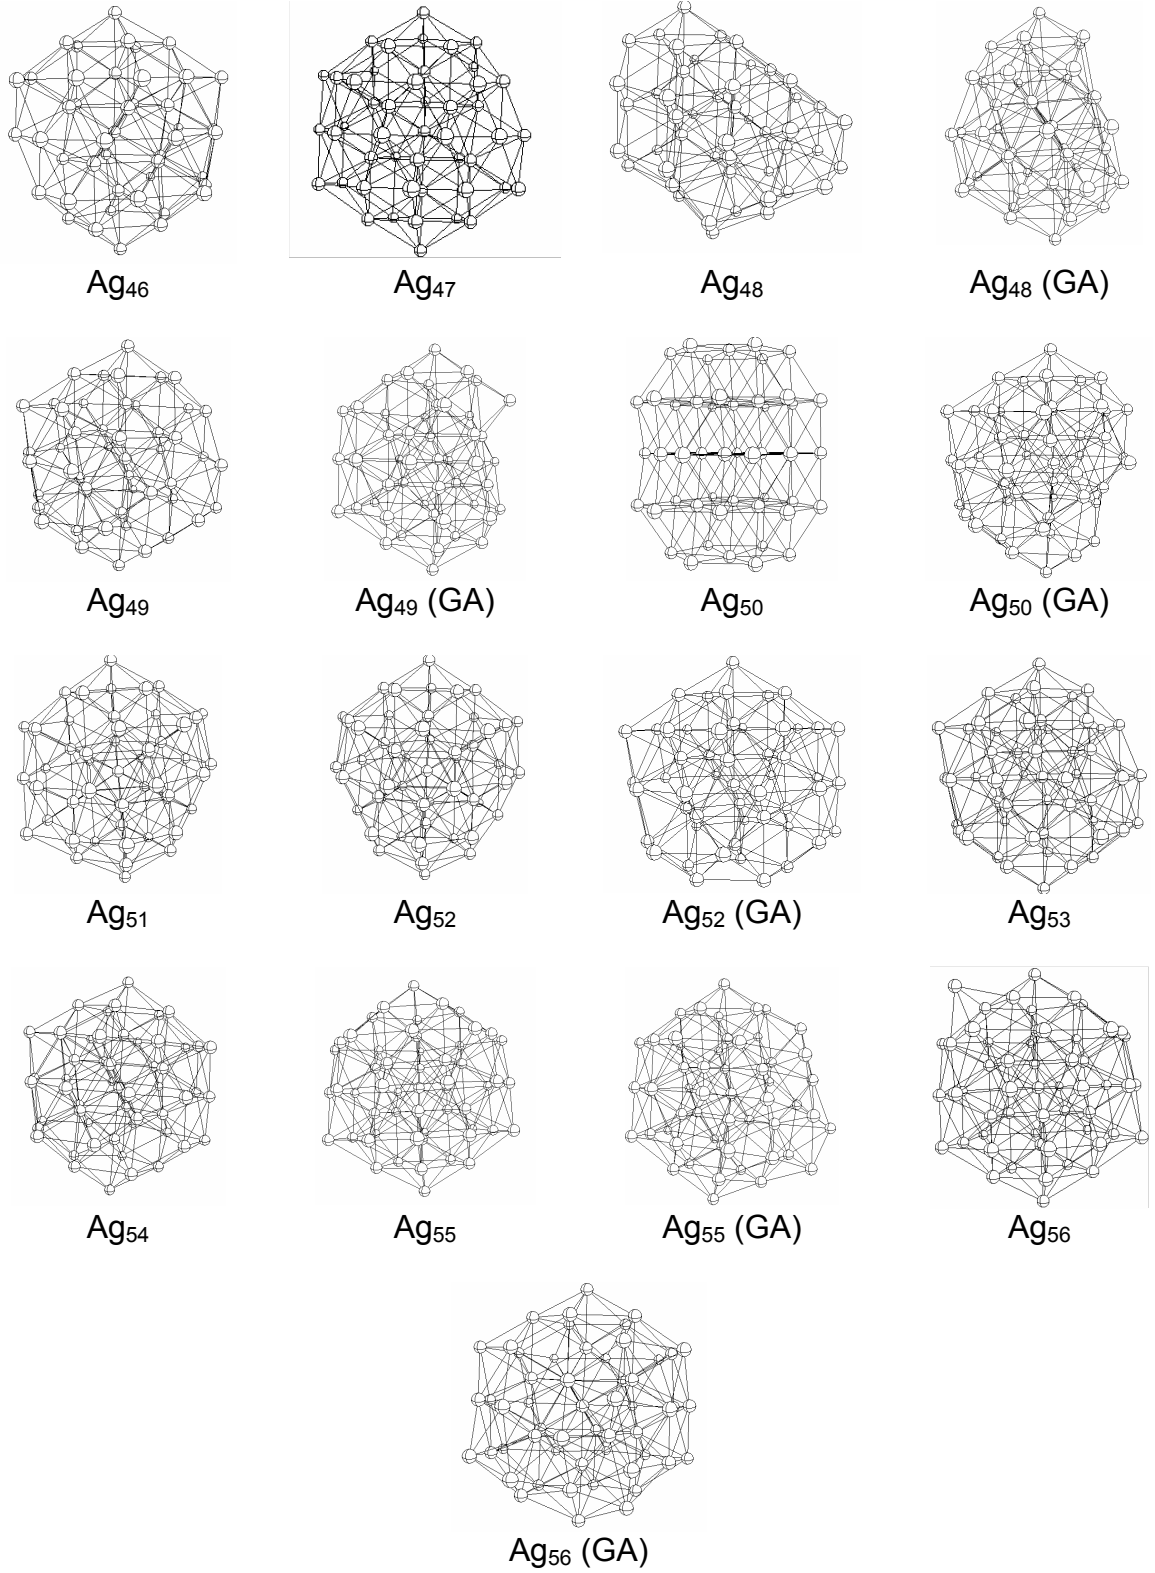 Ag₄₆ Ag₄₇ Ag₄₈ Ag₄₈ (GA)
Ag₄₉ Ag₄₉ (GA) Ag₅₀ Ag₅₀ (GA)
Ag₅₁ Ag₅₂ Ag₅₂ (GA) Ag₅₃
Ag₅₄ Ag₅₅ Ag₅₅ (GA) Ag₅₆
Ag₅₆ (GA)